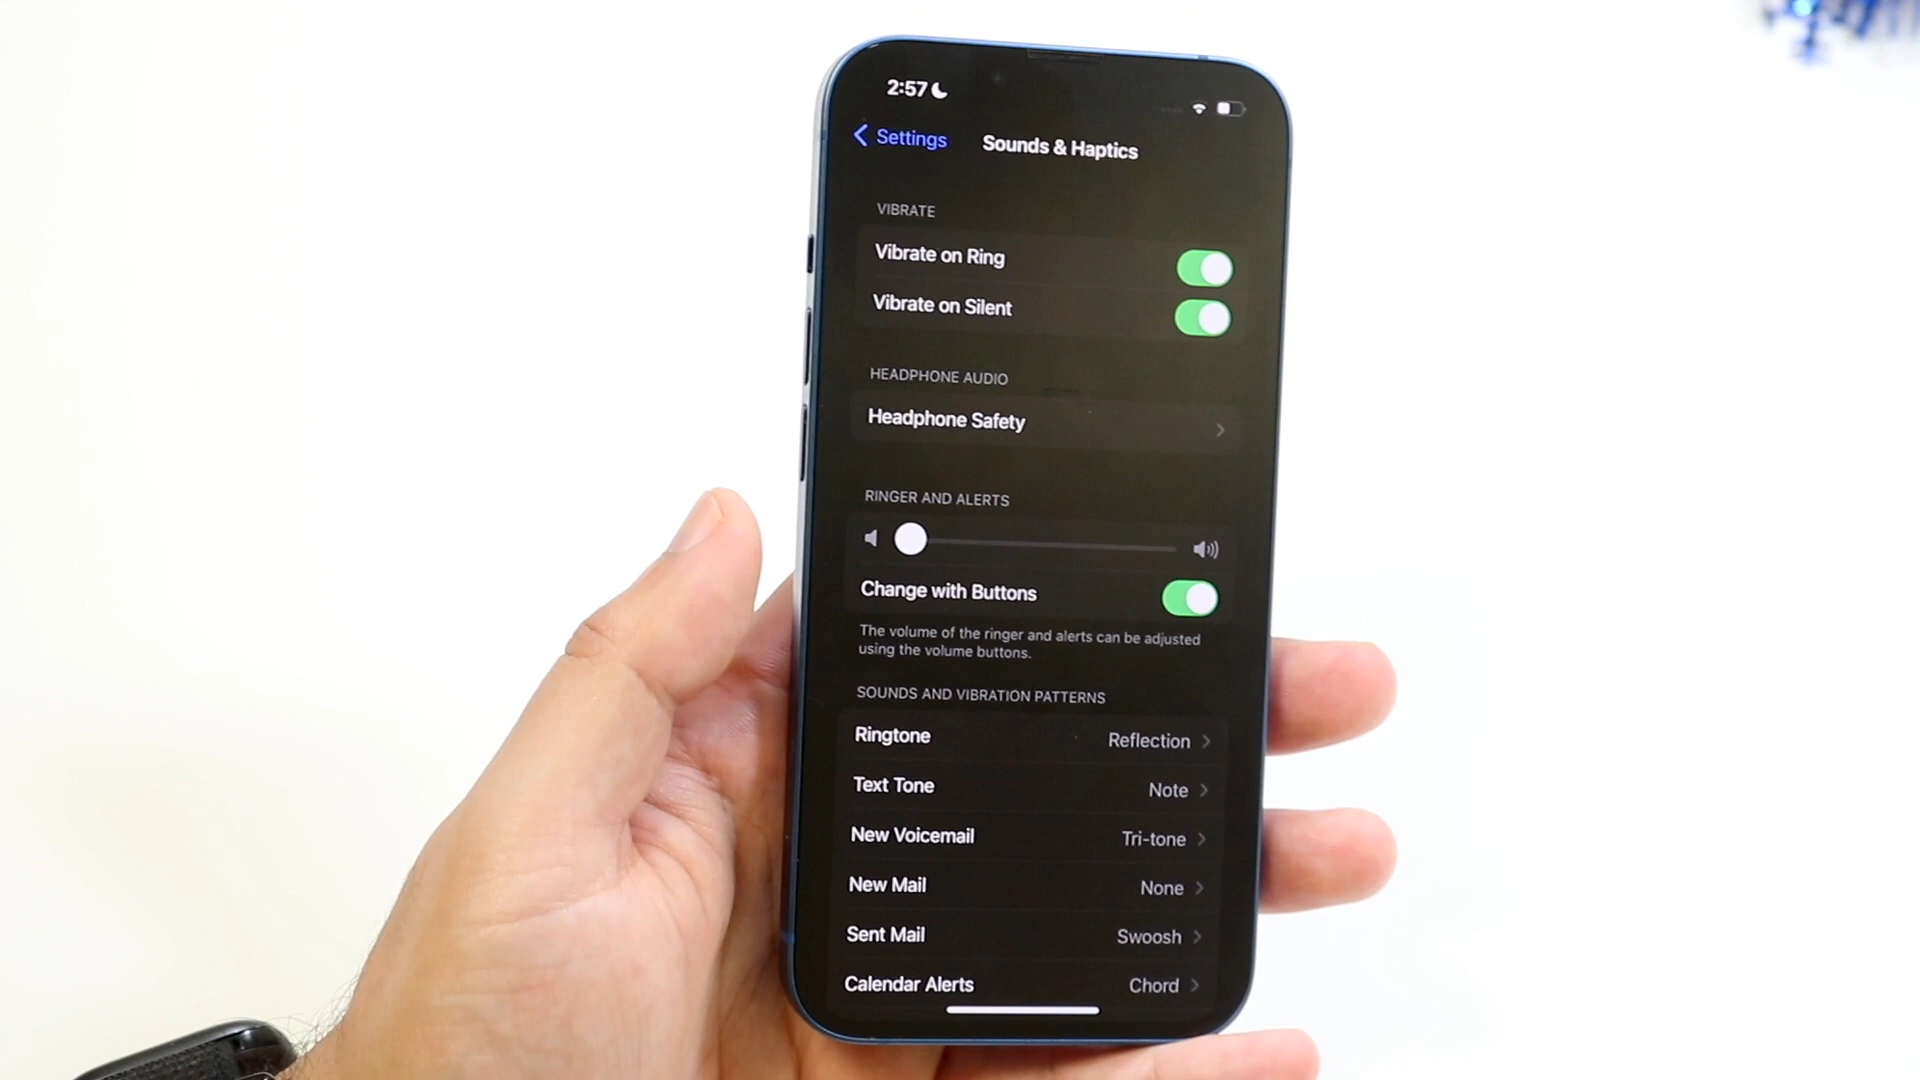 2:57
Settings
Sounds & Haptics
VIBRATE
Vibrate on Ring
Vibrate on Silent
HEADPHONE AUDIO
Headphone Safety
RINGER AND ALERTS
Change with Buttons
The volume of the ringer and alerts can be adjusted
using the volume buttons.
SOUNDS AND VIBRATION PATTERNS
Ringtone Reflection
Text Tone Note
New Voicemail Tri-tone
New Mail None
Sent Mail Swoosh
Calendar Alerts Chord